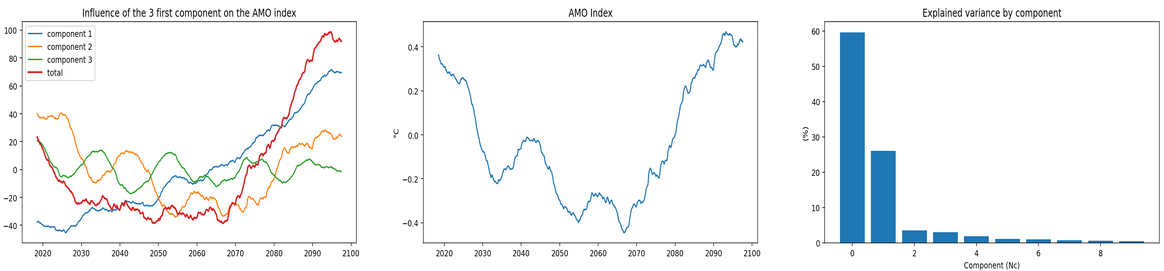 Influence of the 3 first component on the AMO index
component 1
component 2
component 3
total
100
80
60
40
20
0
−20
−40
2020 2030 2040 2050 2060 2070 2080 2090 2100
AMO Index
°C
0.4
0.2
0.0
−0.2
−0.4
2020 2030 2040 2050 2060 2070 2080 2090 2100
Explained variance by component
(%)
60
50
40
30
20
10
0
0 2 4 6 8
Component (Nc)